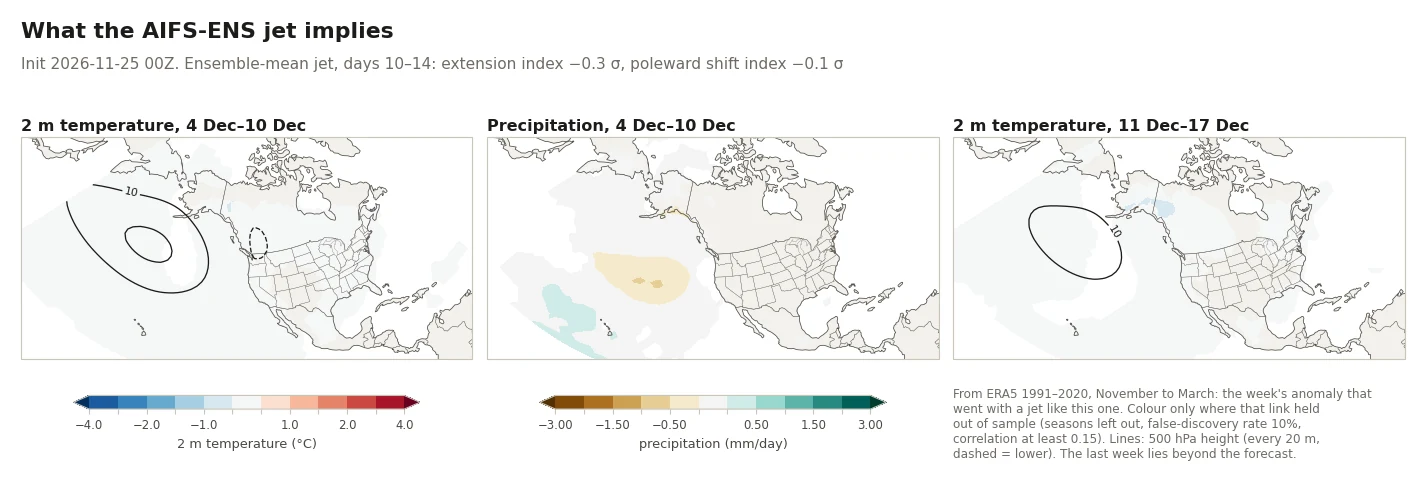 What the AIFS-ENS jet implies
Init 2026-11-25 00Z. Ensemble-mean jet, days 10–14: extension index −0.3 σ, poleward shift index −0.1 σ
2 m temperature, 4 Dec–10 Dec
Precipitation, 4 Dec–10 Dec
2 m temperature, 11 Dec–17 Dec
10
10
−4.0 −2.0 −1.0 1.0 2.0 4.0
2 m temperature (°C)
−3.00 −1.50 −0.50 0.50 1.50 3.00
precipitation (mm/day)
From ERA5 1991–2020, November to March: the week's anomaly that
went with a jet like this one. Colour only where that link held
out of sample (seasons left out, false-discovery rate 10%,
correlation at least 0.15). Lines: 500 hPa height (every 20 m,
dashed = lower). The last week lies beyond the forecast.